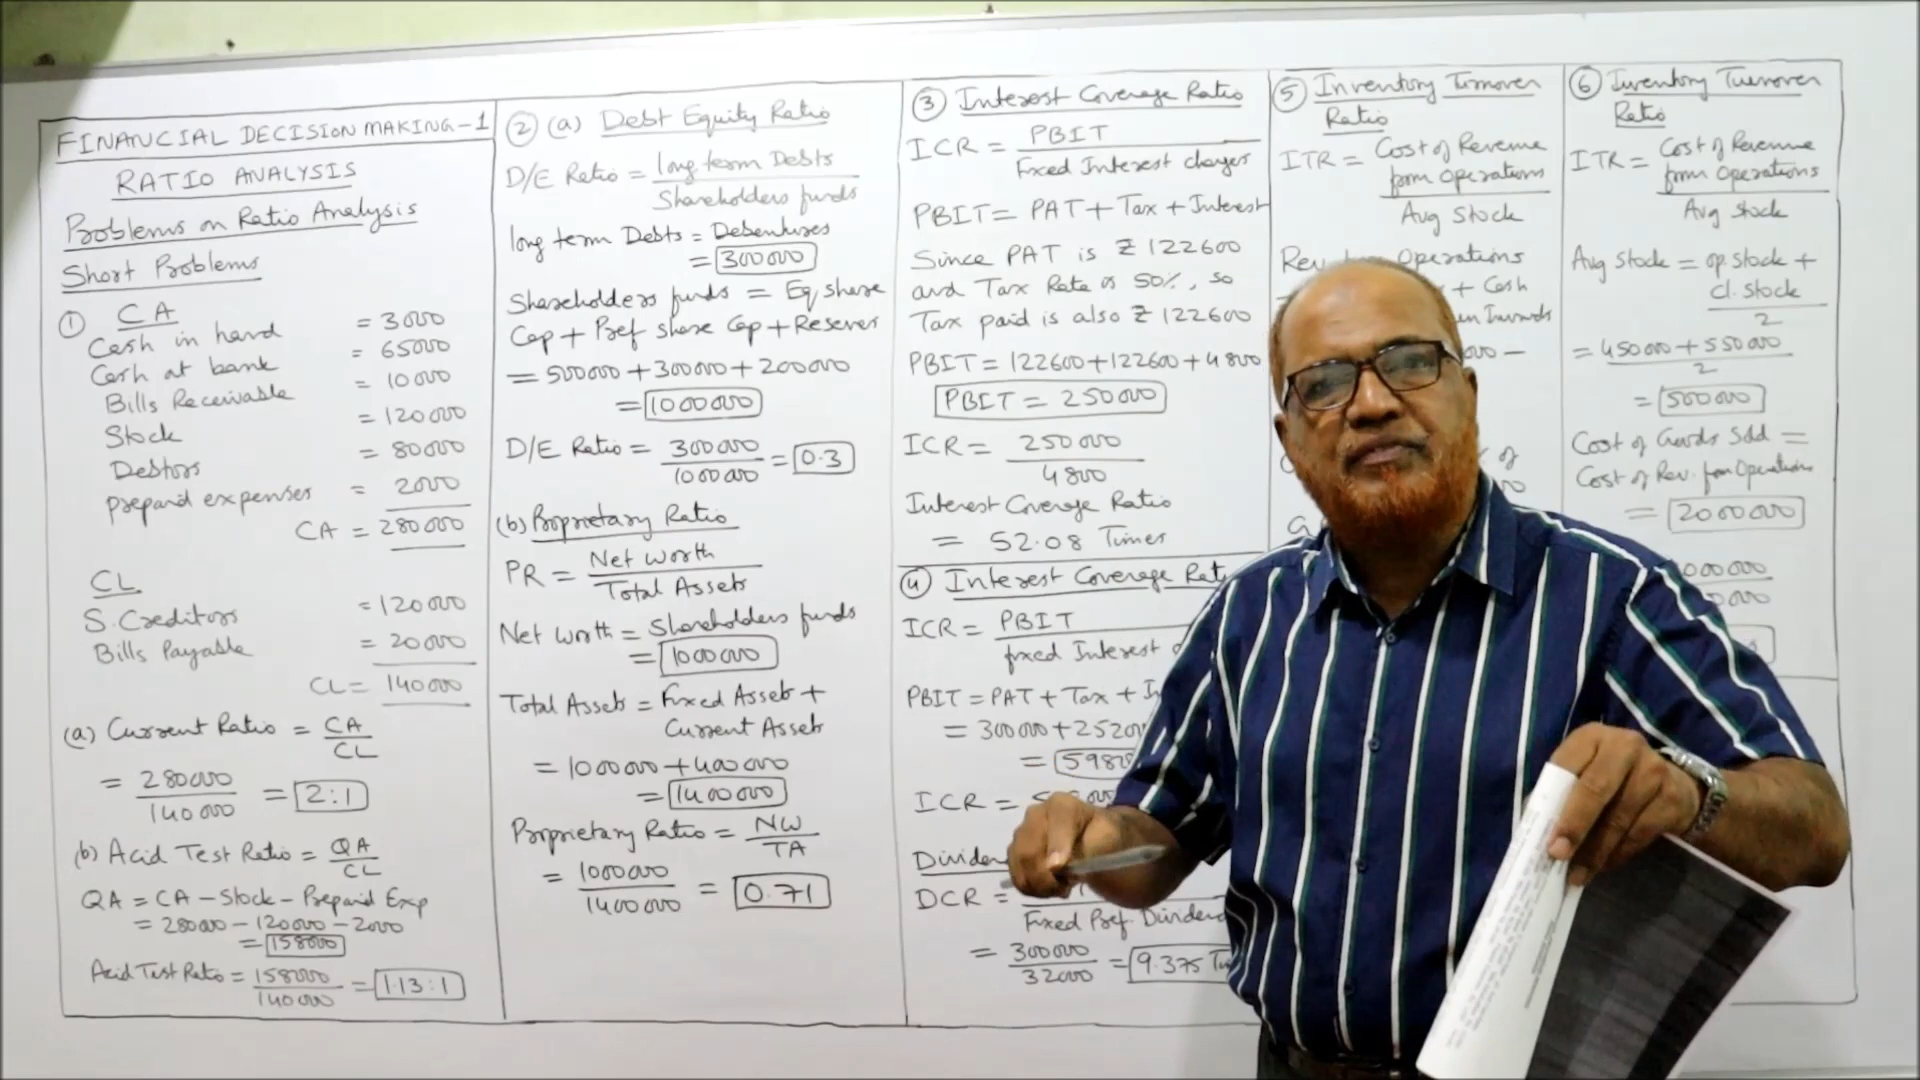 FINANCIAL DECISION MAKING-1
RATIO ANALYSIS
Problems on Ratio Analysis
Short Problems
① CA
Cash in hand = 3000
Cash at bank = 65000
Bills Receivable = 10000
Stock = 120000
Debtors = 80000
Prepaid expenses = 2000
CA = 280000
CL
S. Creditors = 120000
Bills Payable = 20000
CL = 140000
(a) Current Ratio = CA
CL
= 280000
140000
= 2:1
(b) Acid Test Ratio = QA
CL
QA = CA - Stock - Prepaid Exp
= 280000 - 120000 - 2000
= 158000
Acid Test Ratio = 158000
140000
= 1.13:1
② (a) Debt Equity Ratio
D/E Ratio = long term Debts
Shareholders funds
long term Debts = Debentures
= 300000
Shareholders funds = Eq share
Cap + Pref share Cap + Reserves
= 500000 + 300000 + 200000
= 1000000
D/E Ratio = 300000
1000000
= 0.3
(b) Proprietary Ratio
PR = Net Worth
Total Assets
Net Worth = Shareholders funds
= 1000000
Total Assets = Fixed Assets +
Current Assets
= 1000000 + 400000
= 1400000
Proprietary Ratio = NW
TA
= 1000000
1400000
= 0.71
③ Interest Coverage Ratio
ICR = PBIT
Fixed Interest charges
PBIT = PAT + Tax + Interest
Since PAT is ₹ 122600
and Tax Rate is 50%, so
Tax paid is also ₹ 122600
PBIT = 122600 + 122600 + 4800
PBIT = 250000
ICR = 250000
4800
Interest Coverage Ratio
= 52.08 Times
④ Interest Coverage Rat
ICR = PBIT
fixed Interest
PBIT = PAT + Tax + In
= 300000 + 25200
= 598
ICR =
Dividen
DCR =
Fixed Pref. Dividend
= 300000
32000
= 9.375 Ti
⑤ Inventory Turnover
Ratio
ITR = Cost of Revenue
from Operations
Avg Stock
Rev Operations
+ Cash
Inwards
of
⑥ Inventory Turnover
Ratio
ITR = Cost of Revenue
from Operations
Avg Stock
Avg Stock = op. stock +
cl. stock
2
= 450000 + 550000
2
= 500000
Cost of Goods Sold =
Cost of Rev. from Operations
= 2000000
000000